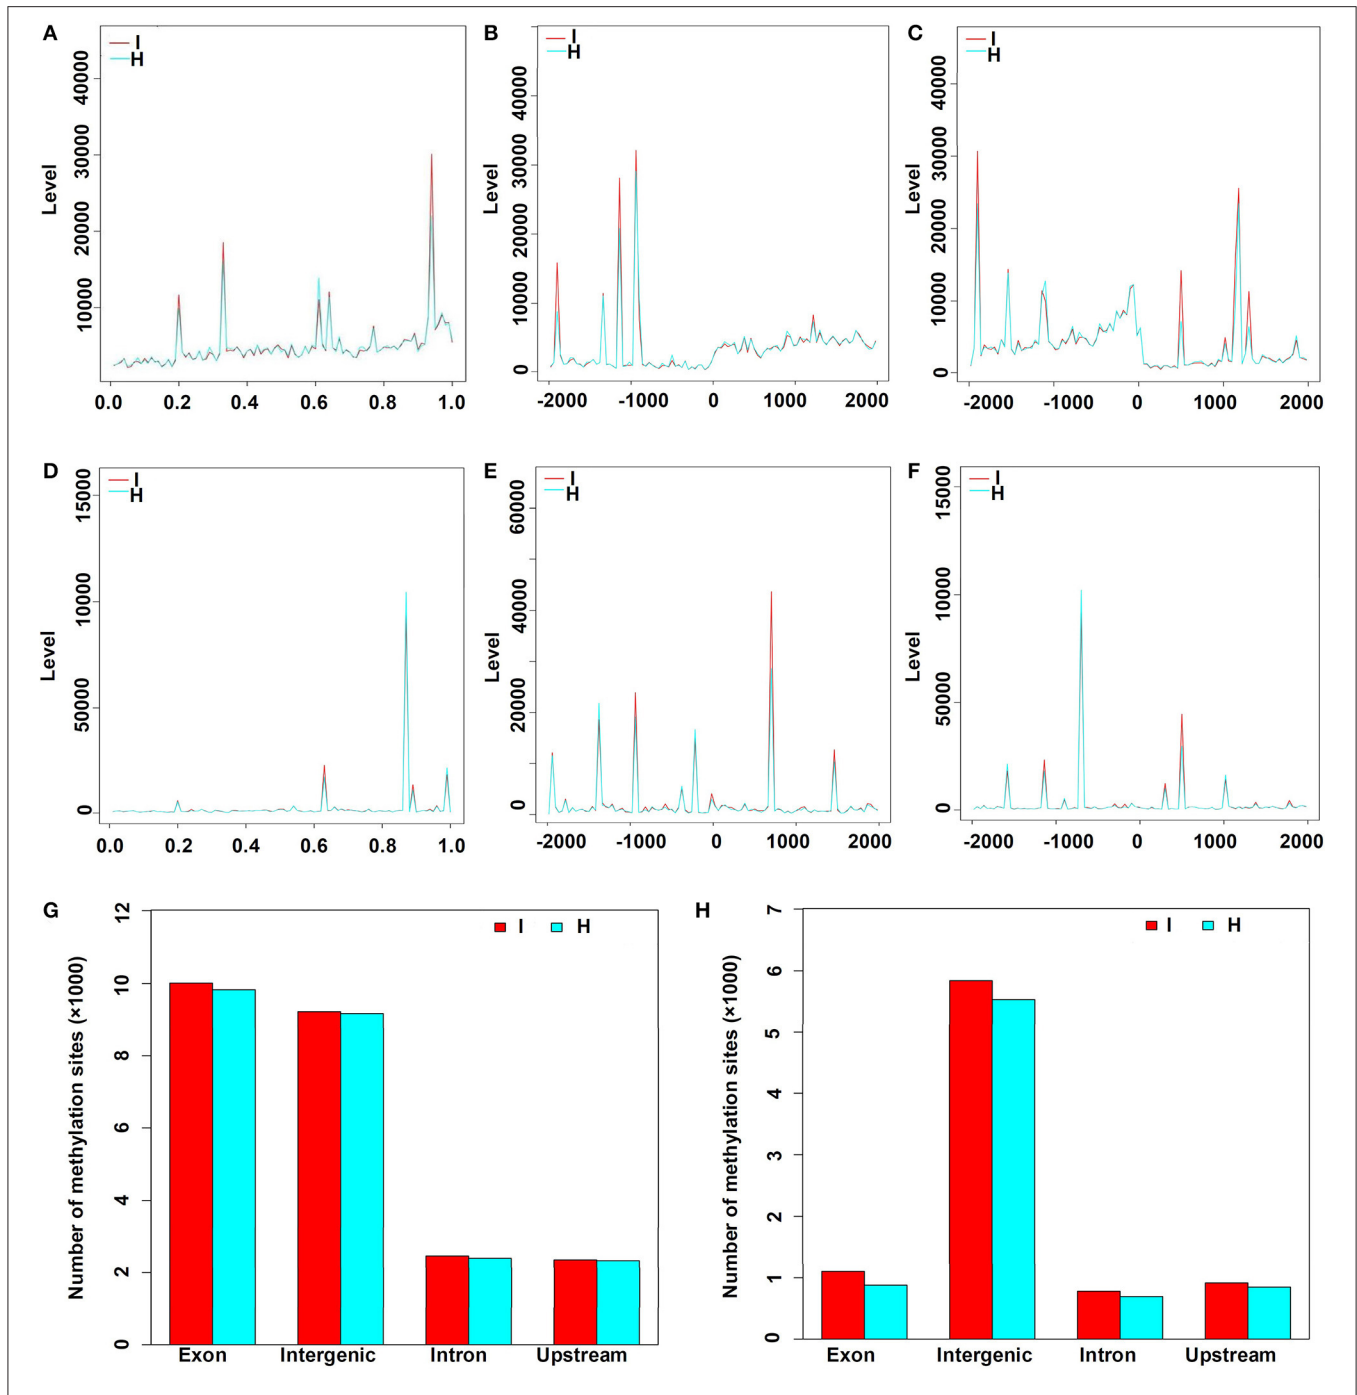 A
I
H
Level
40000
30000
20000
10000
0.0 0.2 0.4 0.6 0.8 1.0
B
I
H
Level
40000
30000
20000
10000
0
-2000 -1000 0 1000 2000
C
I
H
Level
40000
30000
20000
10000
0
-2000 -1000 0 1000 2000
D
I
H
Level
15000
10000
50000
0
0.0 0.2 0.4 0.6 0.8 1.0
E
I
H
Level
60000
40000
20000
0
-2000 -1000 0 1000 2000
F
I
H
Level
15000
10000
50000
0
-2000 -1000 0 1000 2000
G
I H
Number of methylation sites (×1000)
12
10
8
6
4
2
0
Exon Intergenic Intron Upstream
H
I H
Number of methylation sites (×1000)
7
6
5
4
3
2
1
0
Exon Intergenic Intron Upstream